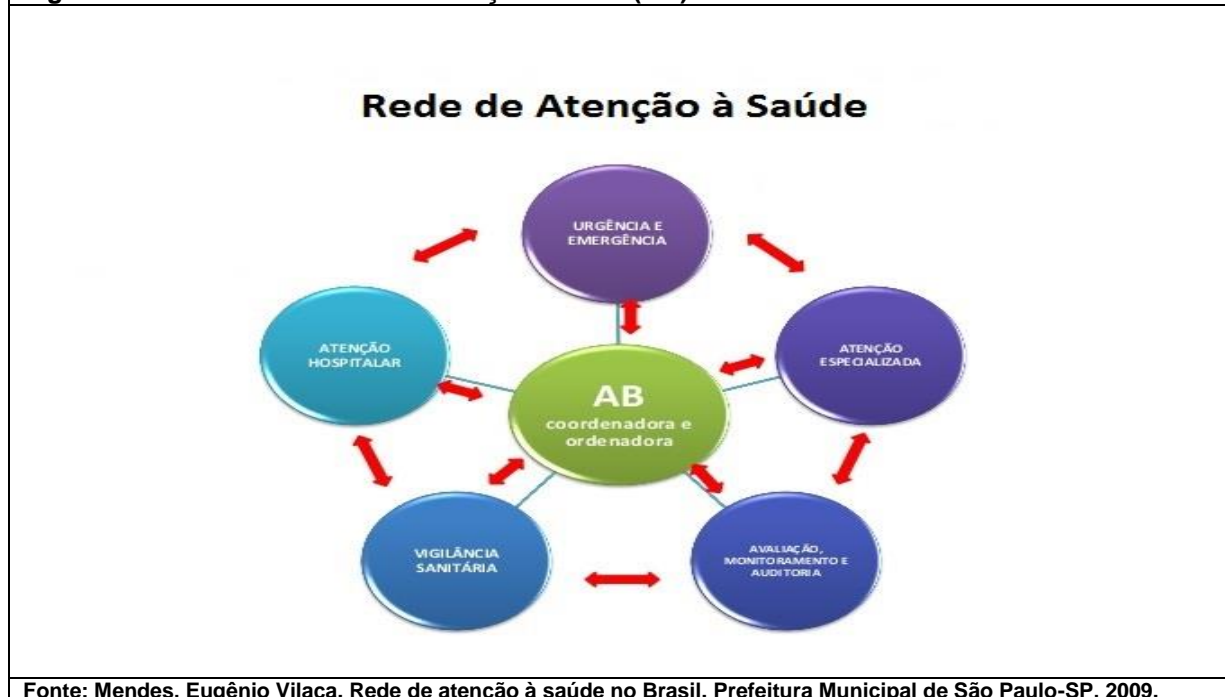 Rede de Atenção à Saúde
URGÊNCIA E
EMERGÊNCIA
ATENÇÃO
HOSPITALAR
ATENÇÃO
ESPECIALIZADA
AB
coordenadora e
ordenadora
VIGILÂNCIA
SANITÁRIA
AVALIAÇÃO,
MONITORAMENTO E
AUDITORIA
Fonte: Mendes, Eugênio Vilaça. Rede de atenção à saúde no Brasil. Prefeitura Municipal de São Paulo-SP, 2009.